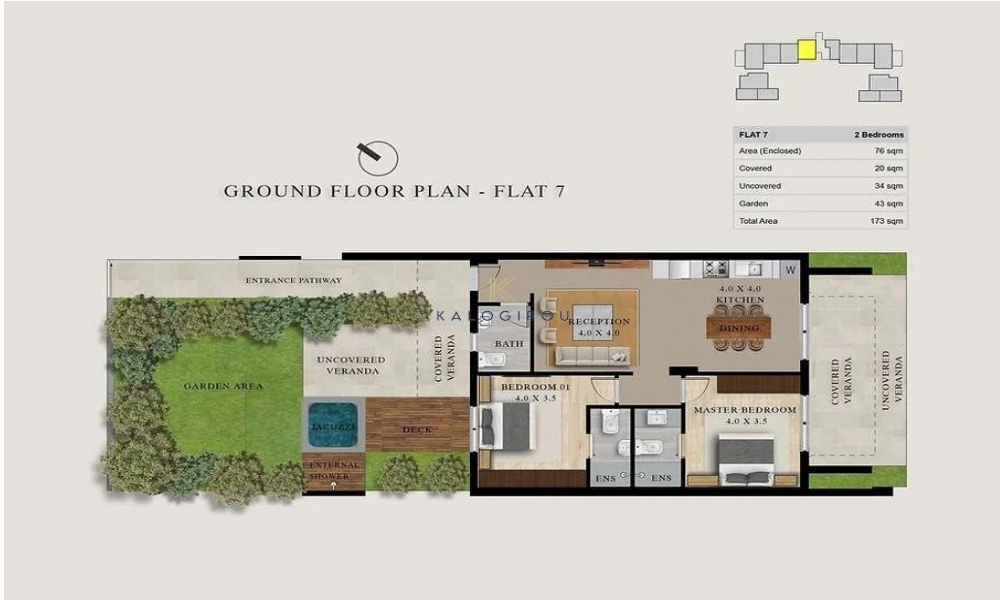 FLAT 7 2 Bedrooms
Area (Enclosed) 76 sqm
Covered 20 sqm
Uncovered 34 sqm
Garden 43 sqm
Total Area 173 sqm
GROUND FLOOR PLAN - FLAT 7
ENTRANCE PATHWAY
W
4.0 X 4.0
KITCHEN
KALOGIROU
RECEPTION
4.0 X 4.0
DINING
BATH
COVERED
VERANDA
UNCOVERED
VERANDA
GARDEN AREA
COVERED
VERANDA
UNCOVERED
VERANDA
BEDROOM 01
4.0 X 3.5
MASTER BEDROOM
4.0 X 3.5
JACUZZI
DECK
EXTERNAL
SHOWER
ENS
ENS